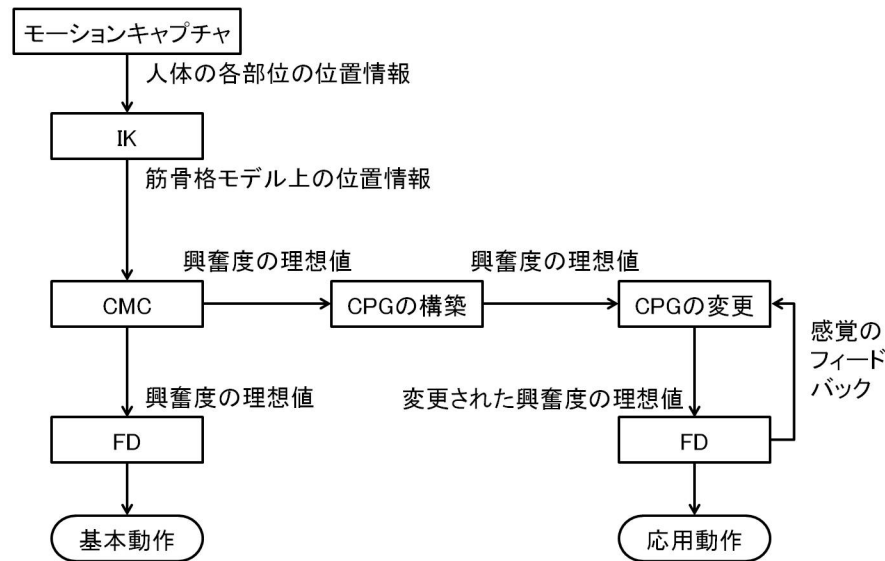 モーションキャプチャ
人体の各部位の位置情報
IK
筋骨格モデル上の位置情報
興奮度の理想値
興奮度の理想値
CMC
CPGの構築
CPGの変更
感覚の
フィード
バック
興奮度の理想値
変更された興奮度の理想値
FD
FD
基本動作
応用動作